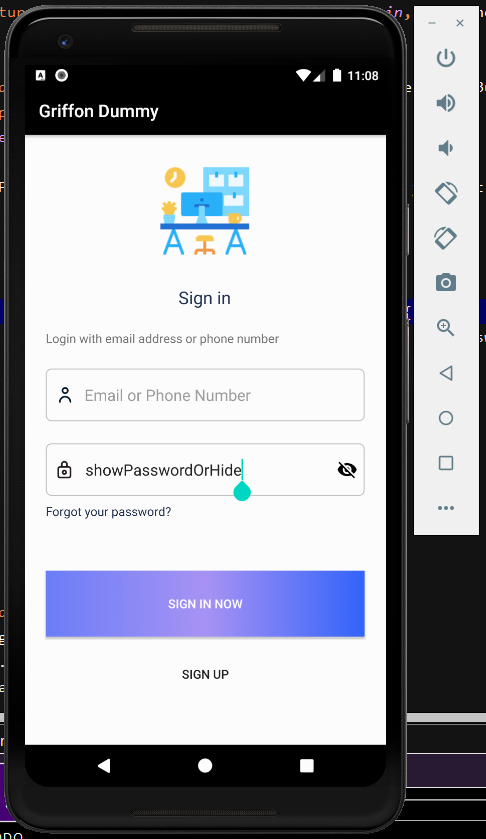 11:08
Griffon Dummy
Sign in
Login with email address or phone number
Email or Phone Number
showPasswordOrHide
Forgot your password?
SIGN IN NOW
SIGN UP